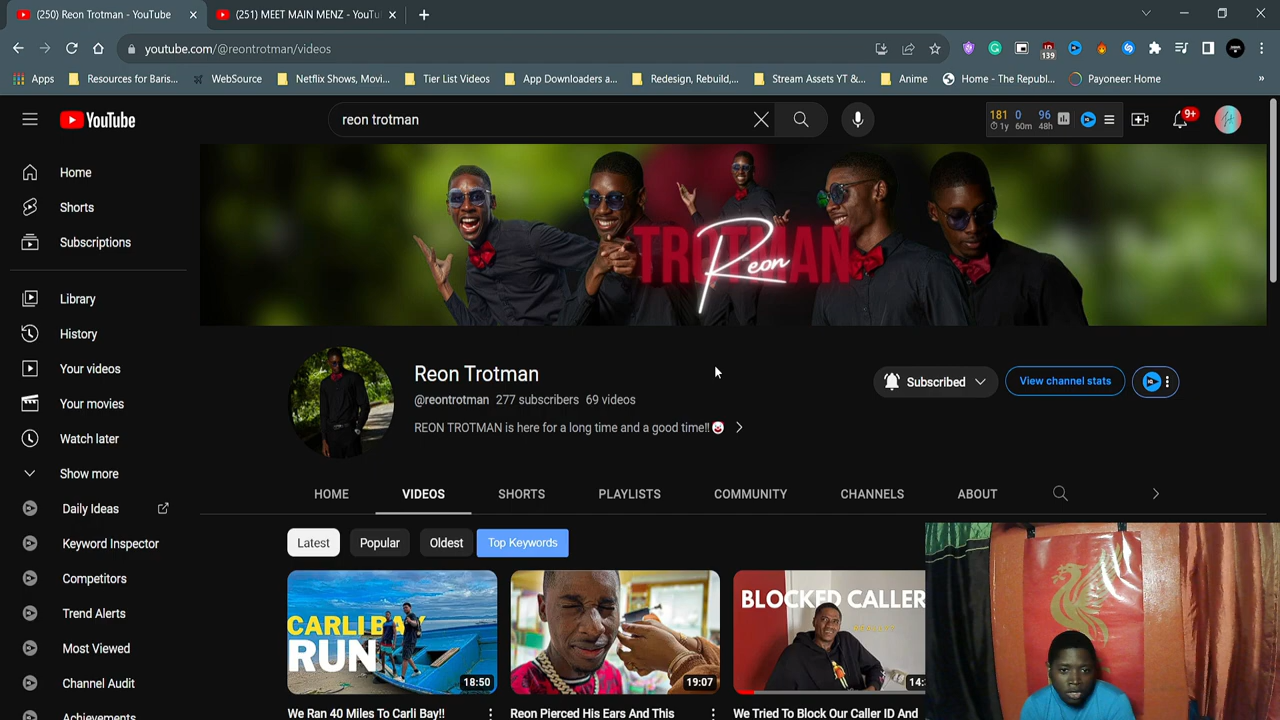 (250) Reon Trotman - YouTube
(251) MEET MAIN MENZ - YouTu
youtube.com/@reontrotman/videos
139
Apps
Resources for Baris...
WebSource
Netflix Shows, Movi...
Tier List Videos
App Downloaders a...
Redesign, Rebuild,...
Stream Assets YT &...
Anime
Home - The Republ...
Payoneer: Home
»
YouTube
reon trotman
181 0 96
1y 60m 48h
9+
Home
Shorts
Subscriptions
Library
History
Your videos
Your movies
Watch later
Show more
Daily Ideas
Keyword Inspector
Competitors
Trend Alerts
Most Viewed
Channel Audit
Achievements
TROTMAN
Reon
Reon Trotman
@reontrotman 277 subscribers 69 videos
REON TROTMAN is here for a long time and a good time!!🤡
Subscribed
View channel stats
HOME
VIDEOS
SHORTS
PLAYLISTS
COMMUNITY
CHANNELS
ABOUT
Latest
Popular
Oldest
Top Keywords
CARLI BAY
RUN
18:50
19:07
BLOCKED CALLER
14:
We Ran 40 Miles To Carli Bay!!
Reon Pierced His Ears And This
We Tried To Block Our Caller ID And